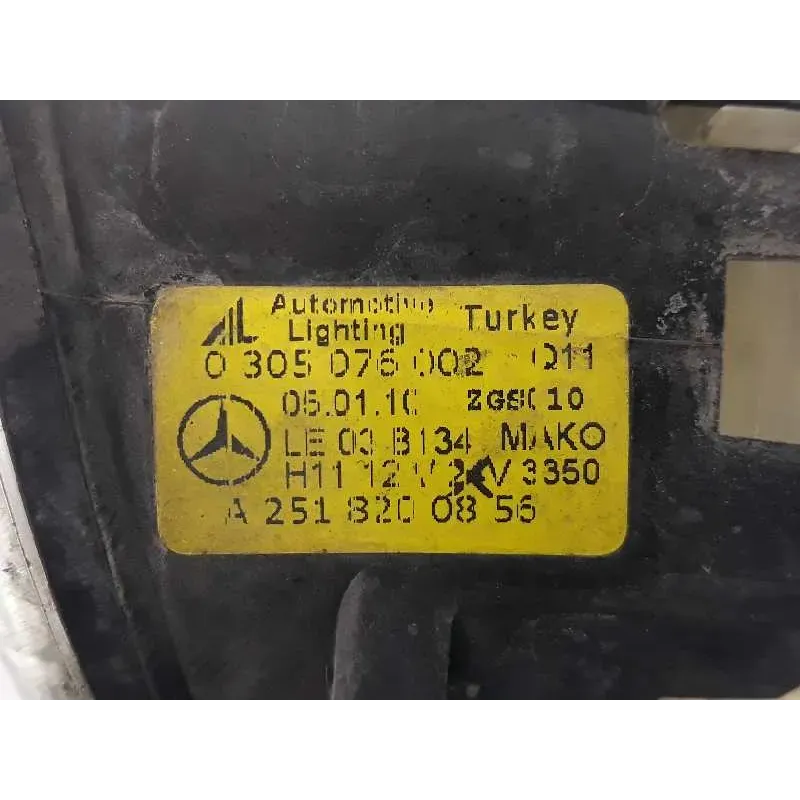 AL Automotive Lighting Turkey
0 305 076 002 Q11
05.01.10 ZGS 010
LE 03 B134 MAKO
H11 12 V 3350
A 251 820 08 56